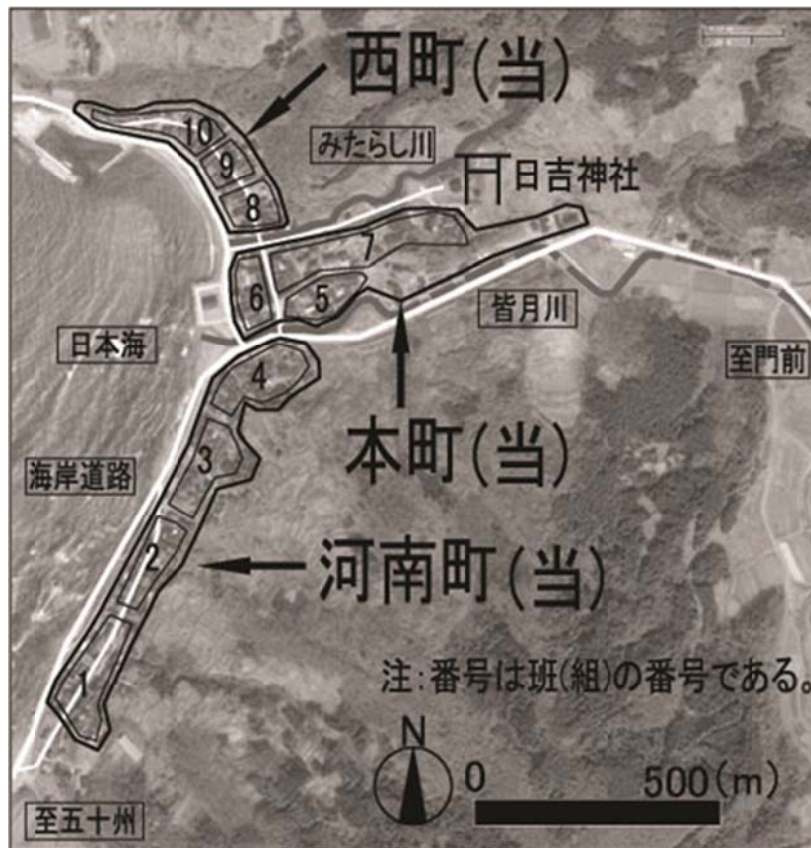 西町(当)
みたらし川
日吉神社
10
9
8
7
6
5
皆月川
日本海
至門前
4
本町(当)
3
海岸道路
2
河南町(当)
1
注:番号は班(組)の番号である。
N
0 500(m)
至五十州